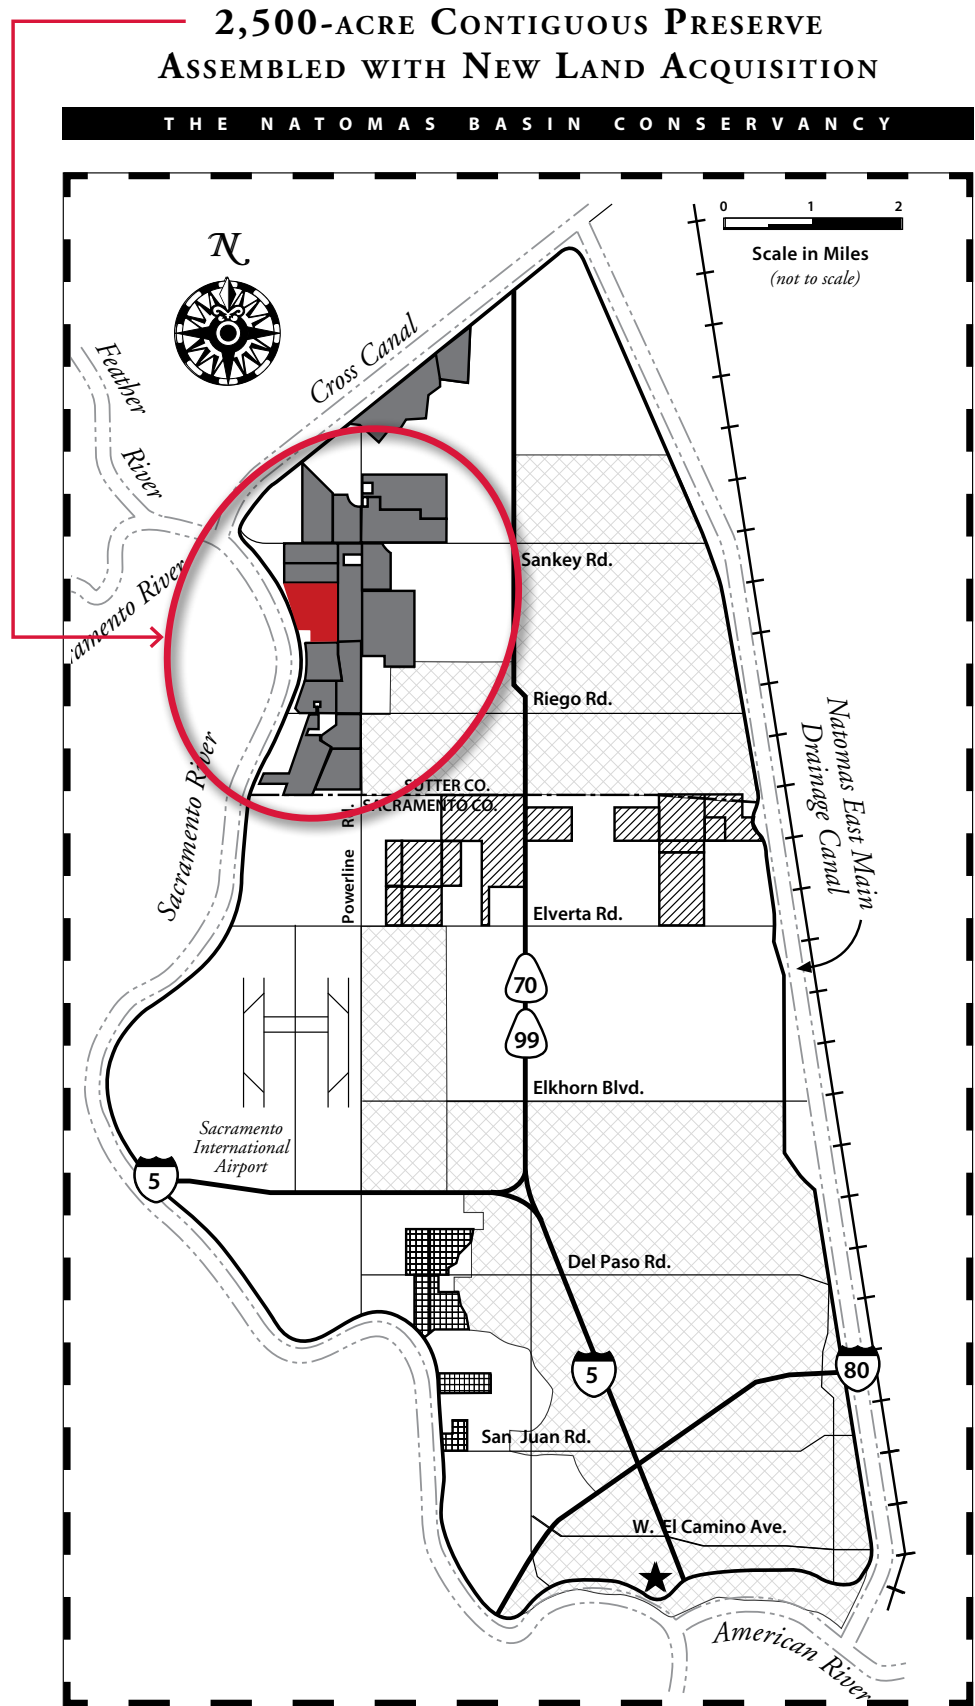 2,500-ACRE CONTIGUOUS PRESERVE
ASSEMBLED WITH NEW LAND ACQUISITION
THE NATOMAS BASIN CONSERVANCY
0 1 2
Scale in Miles
(not to scale)
N
Cross Canal
Feather
River
Sankey Rd.
ramento River
Riego Rd.
Natomas East Main
Drainage Canal
Sacramento River
SUTTER CO.
SACRAMENTO CO.
Powerline Rd.
Elverta Rd.
70
99
Elkhorn Blvd.
Sacramento
International
Airport
5
Del Paso Rd.
5
80
San Juan Rd.
W. El Camino Ave.
American River